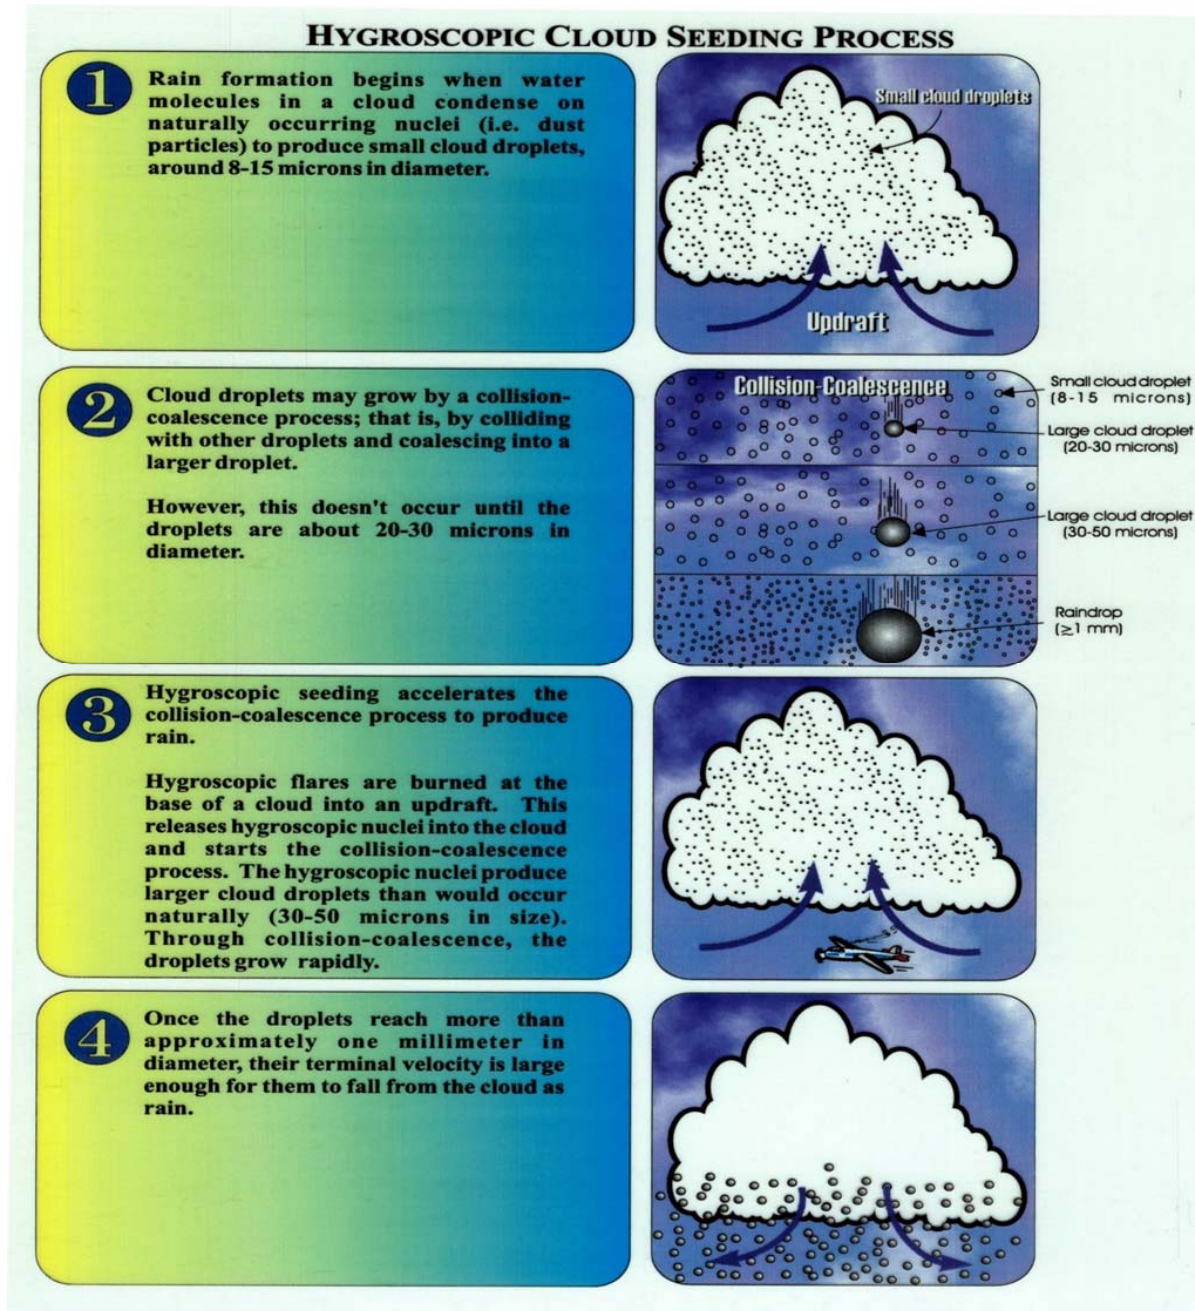 HYGROSCOPIC CLOUD SEEDING PROCESS
1
Rain formation begins when water
molecules in a cloud condense on
naturally occurring nuclei (i.e. dust
particles) to produce small cloud droplets,
around 8-15 microns in diameter.
Small cloud droplets
Updraft
2
Cloud droplets may grow by a collision-
coalescence process; that is, by colliding
with other droplets and coalescing into a
larger droplet.
However, this doesn't occur until the
droplets are about 20-30 microns in
diameter.
Collision-Coalescence
Small cloud droplet
(8-15 microns)
Large cloud droplet
(20-30 microns)
Large cloud droplet
(30-50 microns)
Raindrop
(≥1 mm)
3
Hygroscopic seeding accelerates the
collision-coalescence process to produce
rain.
Hygroscopic flares are burned at the
base of a cloud into an updraft. This
releases hygroscopic nuclei into the cloud
and starts the collision-coalescence
process. The hygroscopic nuclei produce
larger cloud droplets than would occur
naturally (30-50 microns in size).
Through collision-coalescence, the
droplets grow rapidly.
4
Once the droplets reach more than
approximately one millimeter in
diameter, their terminal velocity is large
enough for them to fall from the cloud as
rain.